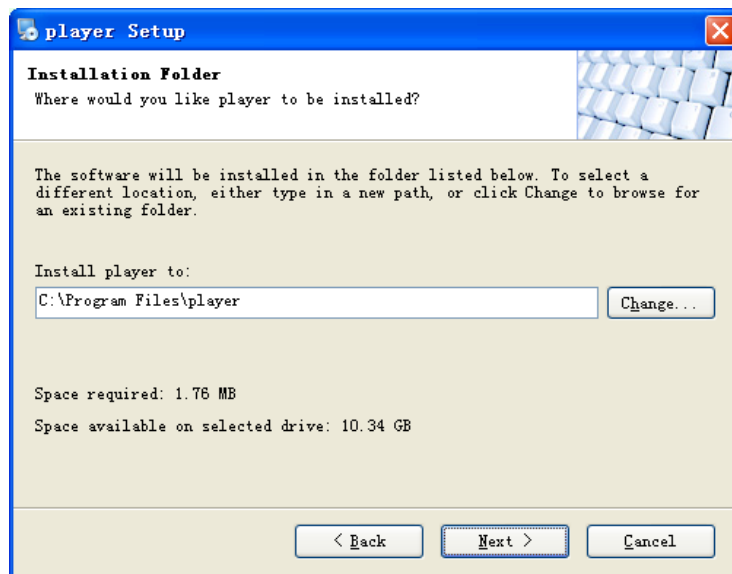 player Setup
Installation Folder
Where would you like player to be installed?
The software will be installed in the folder listed below. To select a
different location, either type in a new path, or click Change to browse for
an existing folder.
Install player to:
C:\Program Files\player
Change...
Space required: 1.76 MB
Space available on selected drive: 10.34 GB
< Back
Next >
Cancel